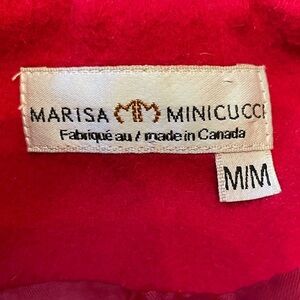 MARISA MINICUCCI
Fabriqué au / made in Canada
M/M